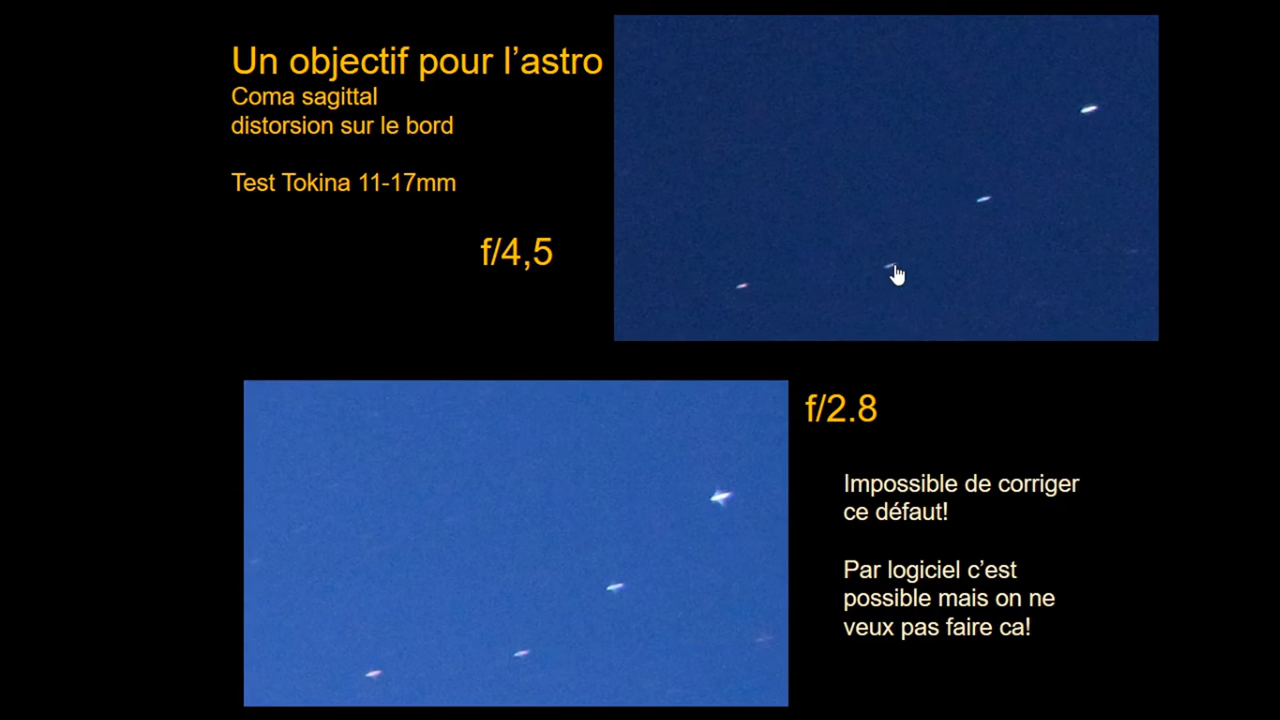 Un objectif pour l’astro
Coma sagittal
distorsion sur le bord
Test Tokina 11-17mm
f/4,5
f/2.8
Impossible de corriger
ce défaut!
Par logiciel c’est
possible mais on ne
veux pas faire ca!